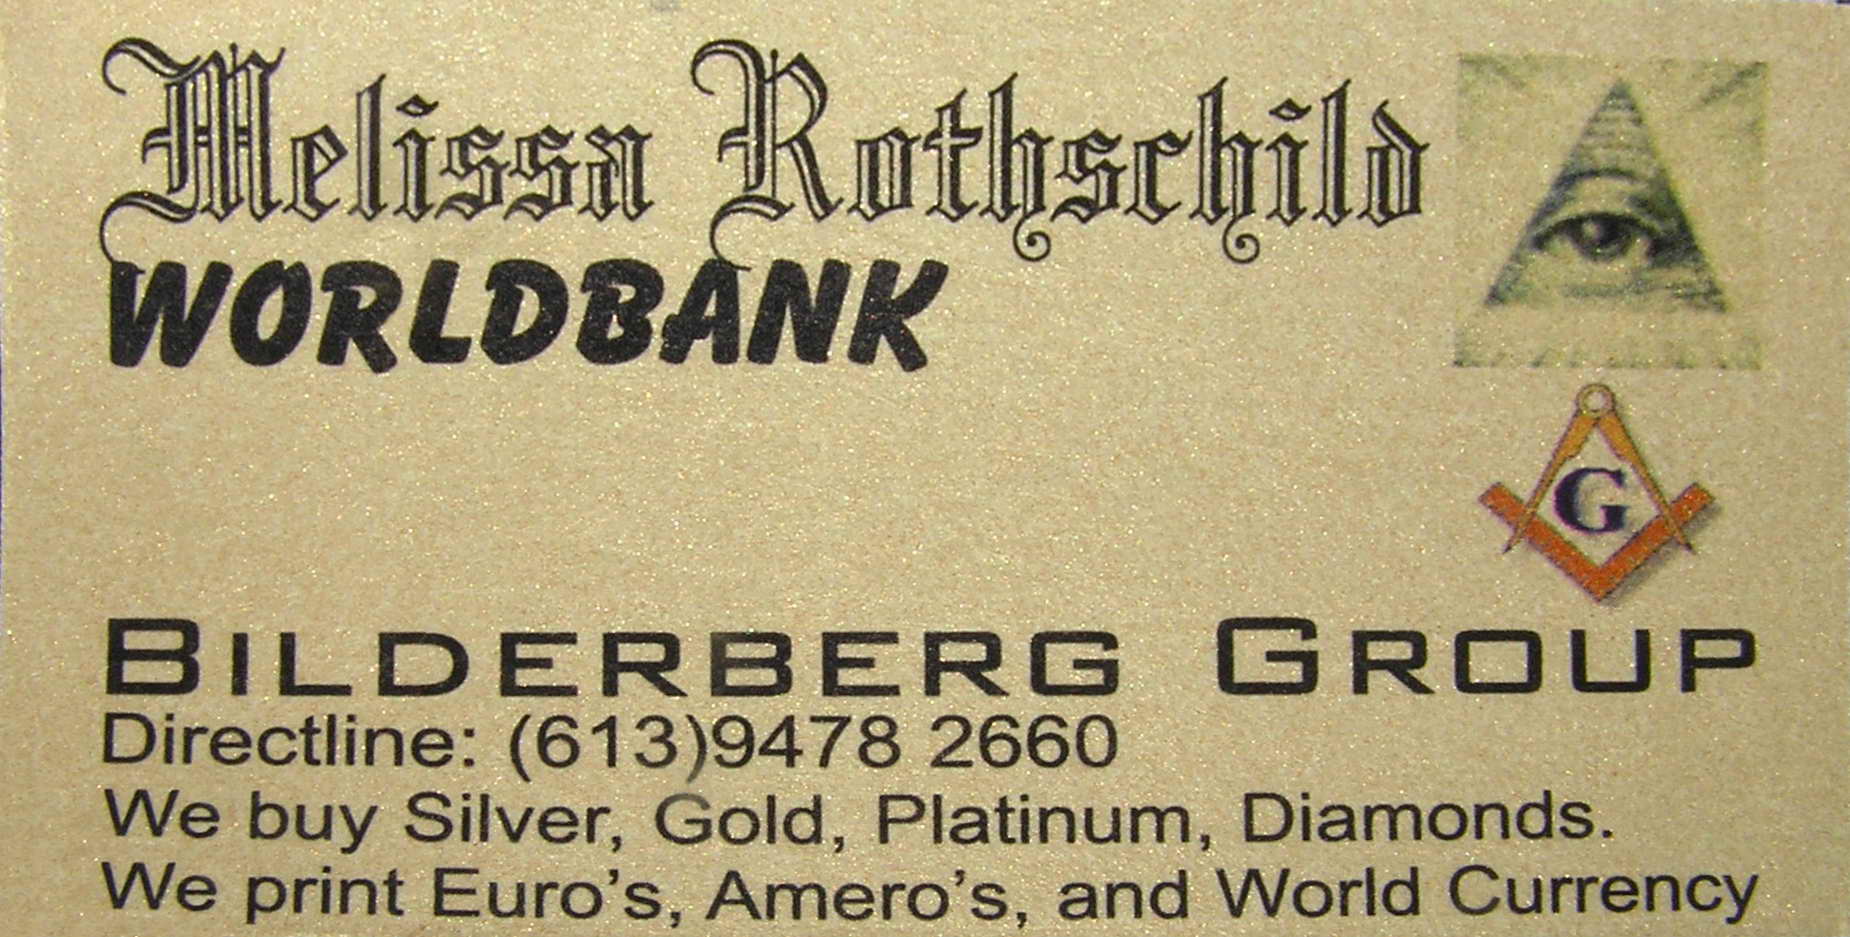 Melissa Rothschild
WORLDBANK
G
BILDERBERG GROUP
Directline: (613)9478 2660
We buy Silver, Gold, Platinum, Diamonds.
We print Euro's, Amero's, and World Currency